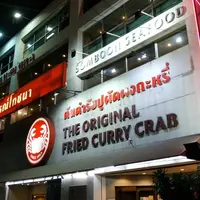 SOMBOON SEAFOOD
ต้นตำรับปูผัดผงกะหรี่
THE ORIGINAL
FRIED CURRY CRAB